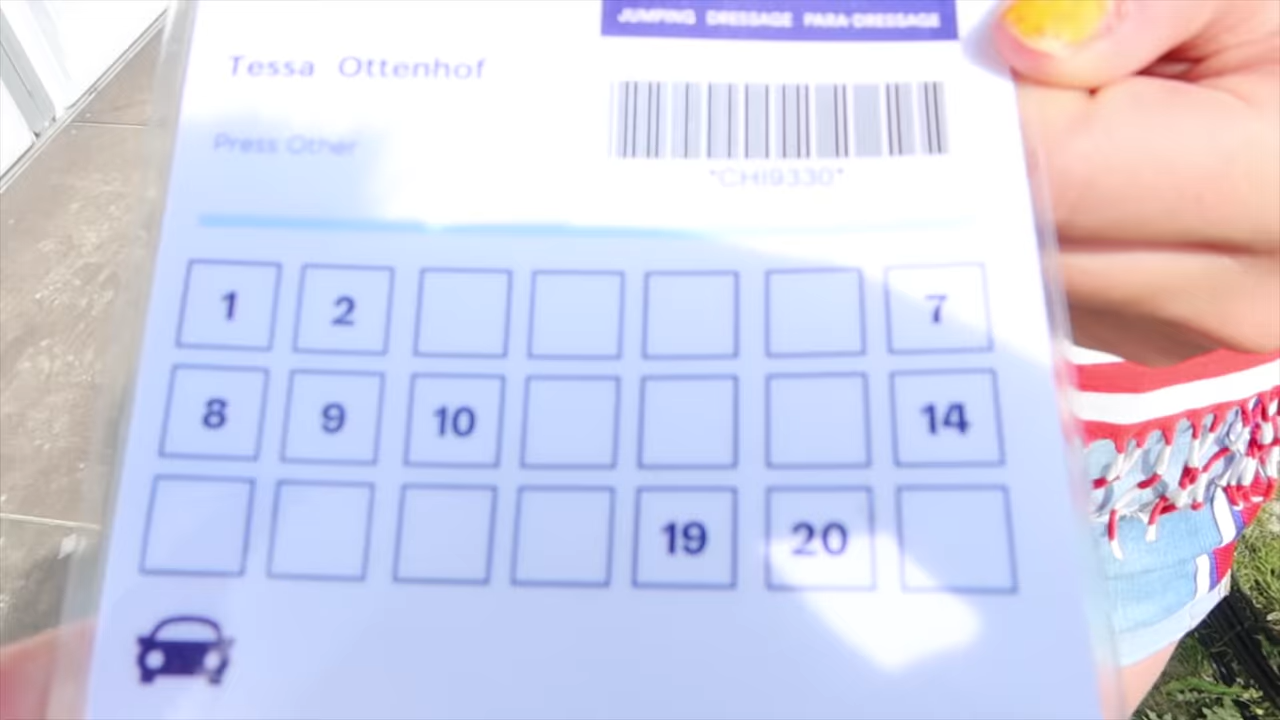 JUMPING DRESSAGE PARA-DRESSAGE
Tessa Ottenhof
Press Other
*CHI9330*
1 2 7
8 9 10 14
19 20